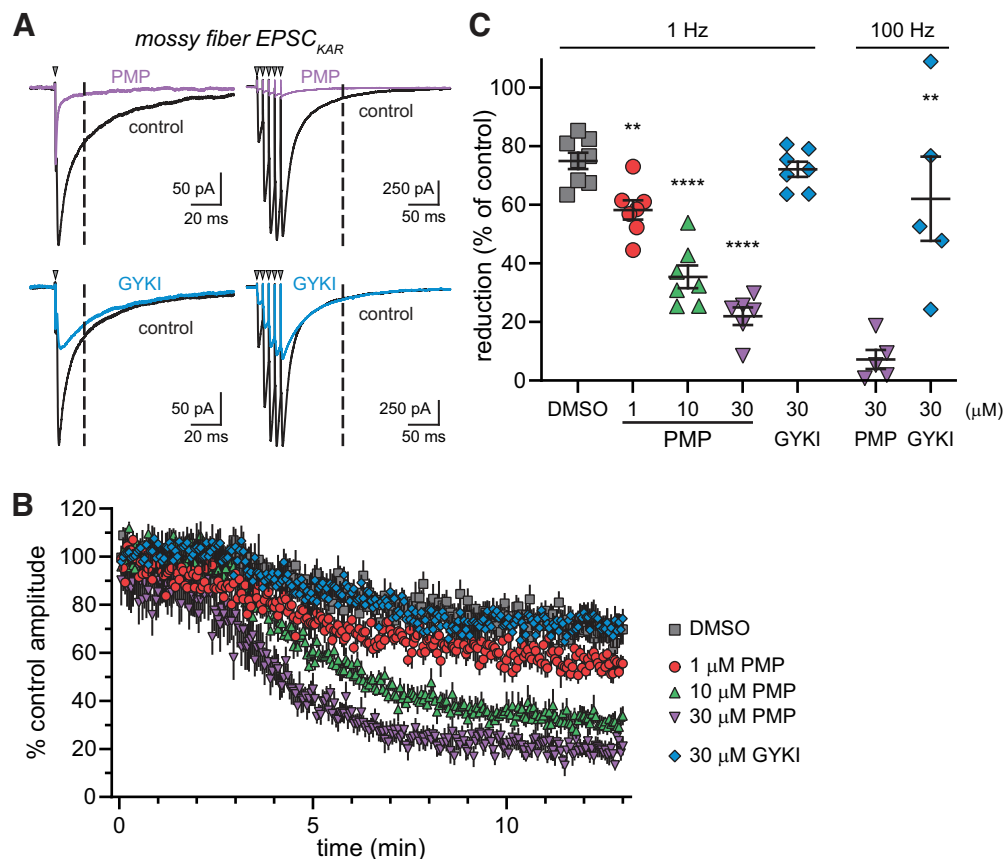 A
mossy fiber EPSC_KAR
PMP
control
50 pA
20 ms
PMP
control
250 pA
50 ms
GYKI
control
50 pA
20 ms
GYKI
control
250 pA
50 ms
C
1 Hz
100 Hz
reduction (% of control)
100
80
60
40
20
0
**
****
****
**
DMSO 1 10 30 30 30 30 (μM)
PMP GYKI PMP GYKI
B
% control amplitude
120
100
80
60
40
20
0
0 5 10
time (min)
DMSO
1 μM PMP
10 μM PMP
30 μM PMP
30 μM GYKI